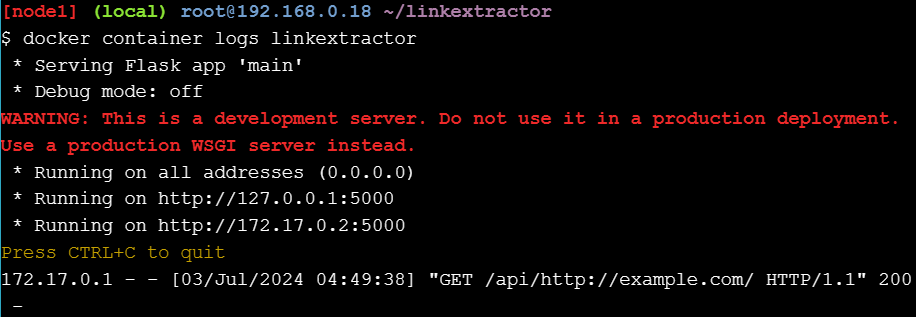 [node1] (local) root@192.168.0.18 ~/linkextractor
$ docker container logs linkextractor
 * Serving Flask app 'main'
 * Debug mode: off
WARNING: This is a development server. Do not use it in a production deployment.
Use a production WSGI server instead.
 * Running on all addresses (0.0.0.0)
 * Running on http://127.0.0.1:5000
 * Running on http://172.17.0.2:5000
Press CTRL+C to quit
172.17.0.1 - - [03/Jul/2024 04:49:38] "GET /api/http://example.com/ HTTP/1.1" 200
 -